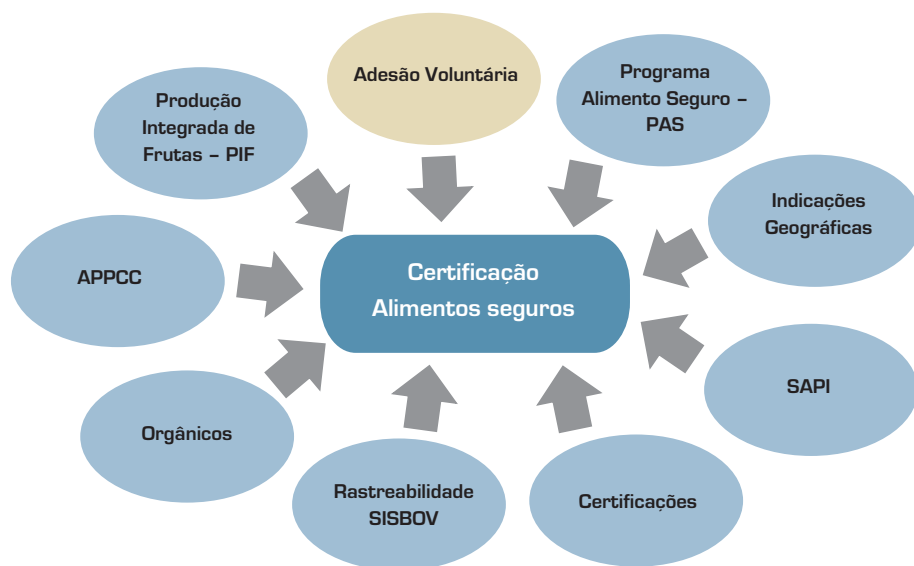 Adesão Voluntária
Programa
Alimento Seguro –
PAS
Produção
Integrada de
Frutas – PIF
Indicações
Geográficas
APPCC
Certificação
Alimentos seguros
SAPI
Orgânicos
Rastreabilidade
SISBOV
Certificações